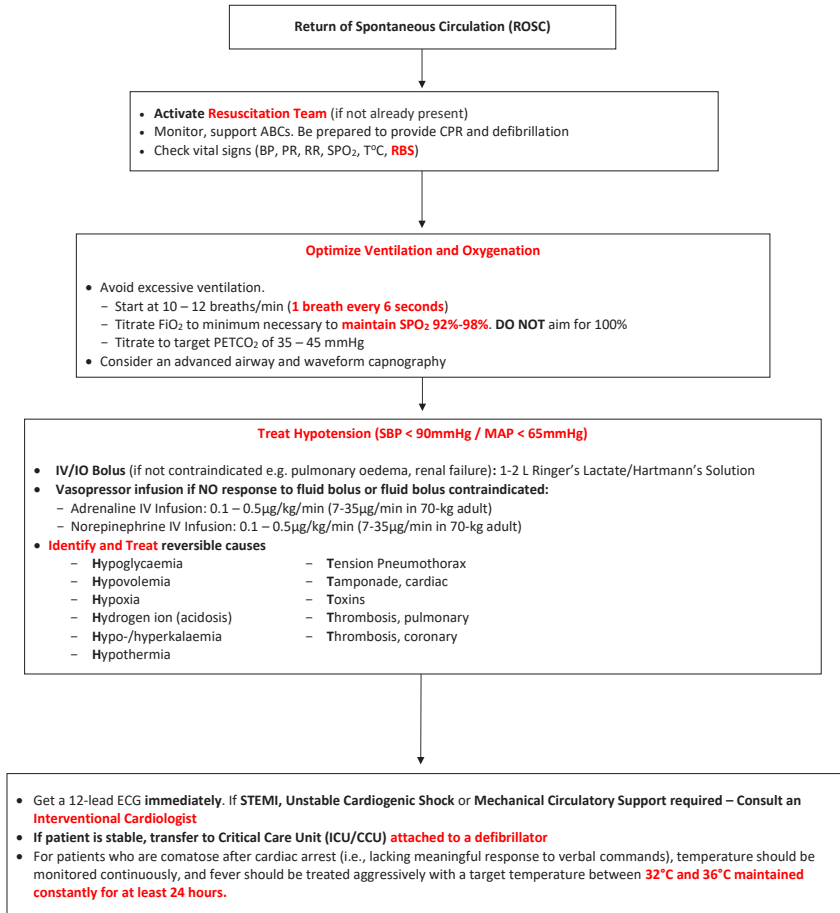 Return of Spontaneous Circulation (ROSC)
• Activate Resuscitation Team (if not already present)
• Monitor, support ABCs. Be prepared to provide CPR and defibrillation
• Check vital signs (BP, PR, RR, SPO₂, T°C, RBS)
Optimize Ventilation and Oxygenation
• Avoid excessive ventilation.
− Start at 10 – 12 breaths/min (1 breath every 6 seconds)
− Titrate FiO₂ to minimum necessary to maintain SPO₂ 92%-98%. DO NOT aim for 100%
− Titrate to target PETCO₂ of 35 – 45 mmHg
• Consider an advanced airway and waveform capnography
Treat Hypotension (SBP < 90mmHg / MAP < 65mmHg)
• IV/IO Bolus (if not contraindicated e.g. pulmonary oedema, renal failure): 1-2 L Ringer's Lactate/Hartmann's Solution
• Vasopressor infusion if NO response to fluid bolus or fluid bolus contraindicated:
− Adrenaline IV Infusion: 0.1 – 0.5µg/kg/min (7-35µg/min in 70-kg adult)
− Norepinephrine IV Infusion: 0.1 – 0.5µg/kg/min (7-35µg/min in 70-kg adult)
• Identify and Treat reversible causes
− Hypoglycaemia
− Hypovolemia
− Hypoxia
− Hydrogen ion (acidosis)
− Hypo-/hyperkalaemia
− Hypothermia
− Tension Pneumothorax
− Tamponade, cardiac
− Toxins
− Thrombosis, pulmonary
− Thrombosis, coronary
• Get a 12-lead ECG immediately. If STEMI, Unstable Cardiogenic Shock or Mechanical Circulatory Support required – Consult an
Interventional Cardiologist
• If patient is stable, transfer to Critical Care Unit (ICU/CCU) attached to a defibrillator
• For patients who are comatose after cardiac arrest (i.e., lacking meaningful response to verbal commands), temperature should be
monitored continuously, and fever should be treated aggressively with a target temperature between 32°C and 36°C maintained
constantly for at least 24 hours.